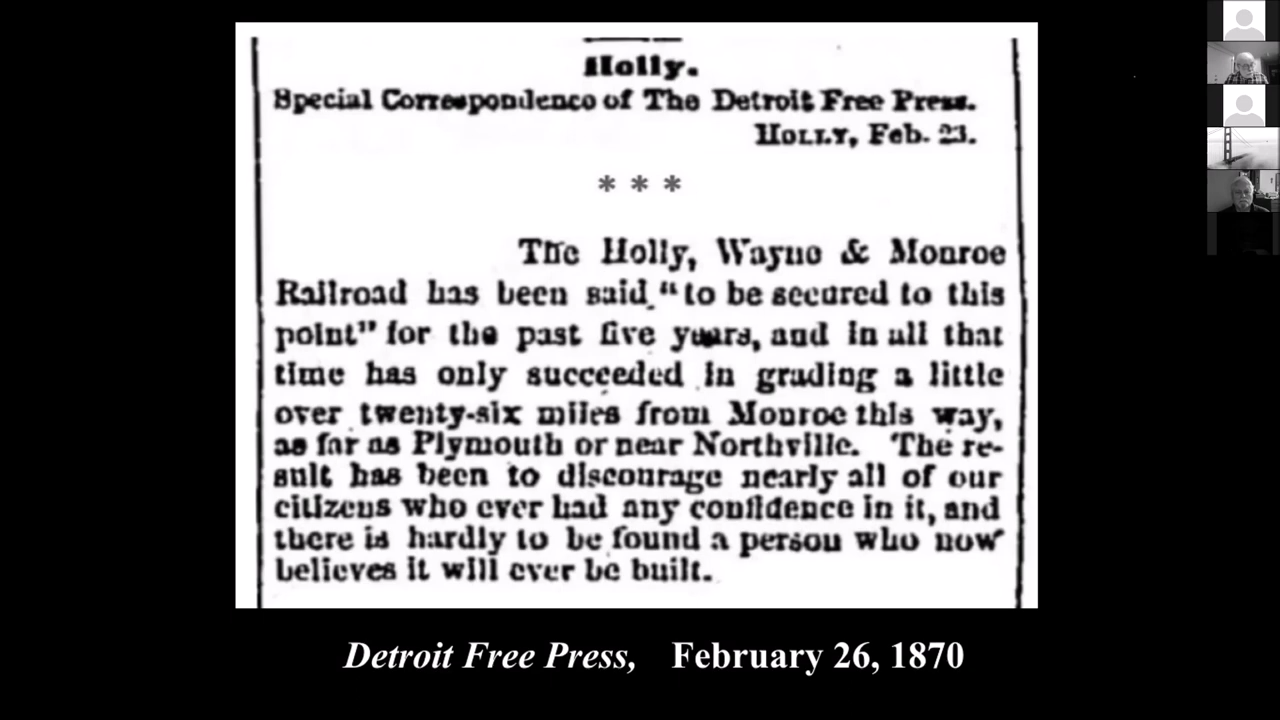 Holly.
Special Correspondence of The Detroit Free Press.
HOLLY, Feb. 23.
* * *
The Holly, Wayne & Monroe
Railroad has been said "to be secured to this
point" for the past five years, and in all that
time has only succeeded in grading a little
over twenty-six miles from Monroe this way,
as far as Plymouth or near Northville. The re-
sult has been to discourage nearly all of our
citizens who ever had any confidence in it, and
there is hardly to be found a person who now
believes it will ever be built.
Detroit Free Press, February 26, 1870